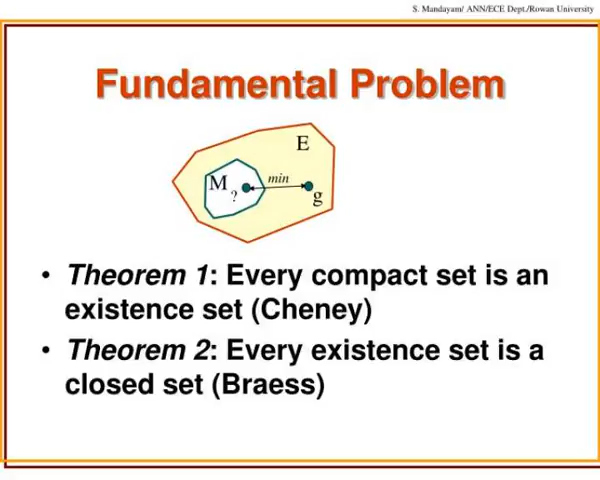 S. Mandayam/ ANN/ECE Dept./Rowan University
Fundamental Problem
E
M
min
?
g
• Theorem 1: Every compact set is an
existence set (Cheney)
• Theorem 2: Every existence set is a
closed set (Braess)